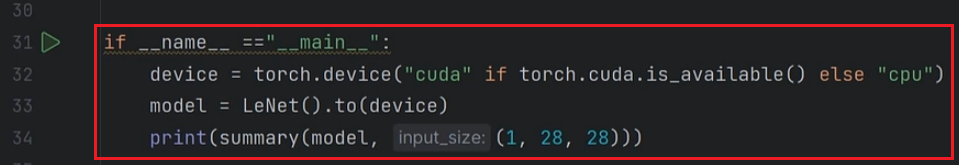 30
31 if __name__ =="__main__":
32 device = torch.device("cuda" if torch.cuda.is_available() else "cpu")
33 model = LeNet().to(device)
34 print(summary(model, input_size: (1, 28, 28)))